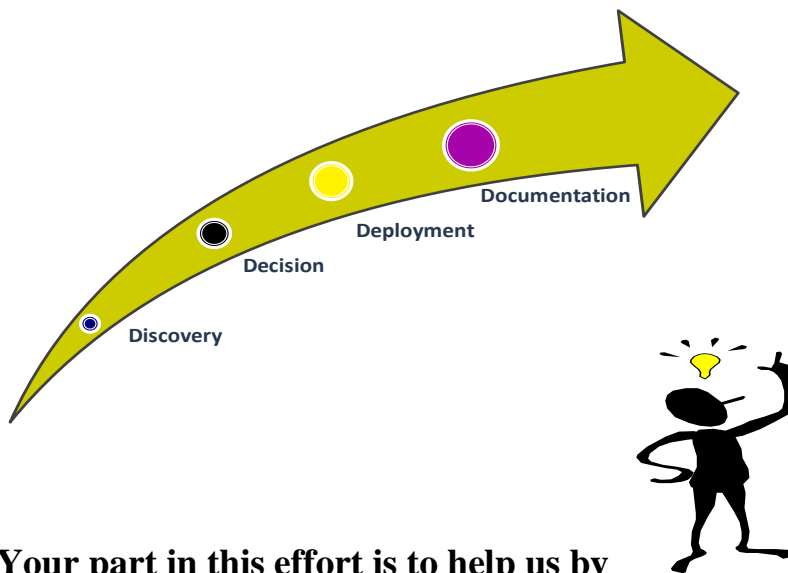 Documentation
Deployment
Decision
Discovery
Your part in this effort is to help us by